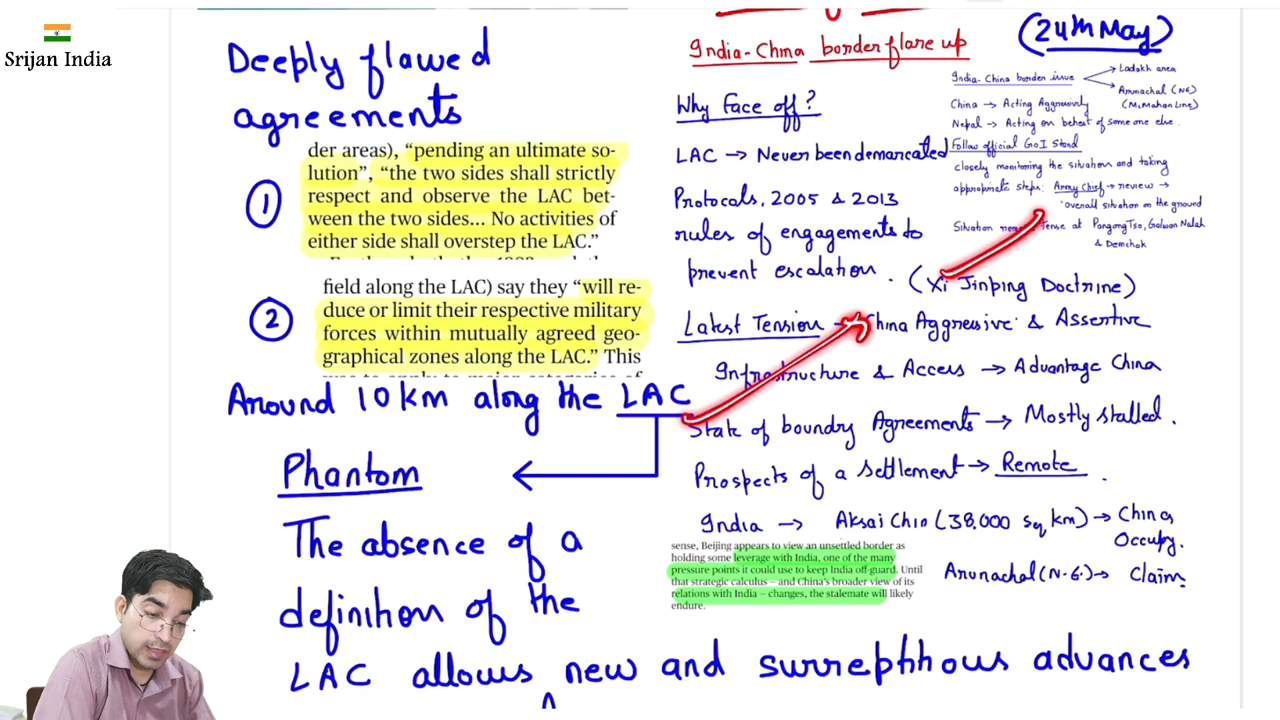 Srijan India
Deeply flawed
agreements
①
der areas), “pending an ultimate so-
lution”, “the two sides shall strictly
respect and observe the LAC bet-
ween the two sides... No activities of
either side shall overstep the LAC.”
②
field along the LAC) say they “will re-
duce or limit their respective military
forces within mutually agreed geo-
graphical zones along the LAC.” This
Around 10 km along the LAC
Phantom
The absence of a
definition of the
LAC allows new and surreptitious advances
India-China border flare up
Why Face off?
LAC → Never been demarcated
Protocals, 2005 & 2013
rules of engagements to
prevent escalation. (Xi Jinping Doctrine)
Latest Tension → China Aggressive & Assertive
Infrastructure & Access → Advantage China
State of boundry Agreements → Mostly stalled.
Prospects of a settlement → Remote.
India → Aksai Chin (38,000 sq km) → China
Occupy.
Arunachal (N.E.) → Claim
sense, Beijing appears to view an unsettled border as
holding some leverage with India, one of the many
pressure points it could use to keep India off-guard. Until
that strategic calculus – and China’s broader view of its
relations with India – changes, the stalemate will likely
endure.
(24th May)
India-China border issue
Ladakh area
Arunachal (NE)
(McMahon Line)
China → Acting Aggressively
Nepal → Acting on behest of some one else.
Follow official GoI Stand
closely monitoring the situation and taking
appropriate steps: Army Chief → review →
overall situation on the ground
Situation tense at Pangong Tso, Galwan Nalah
& Demchok